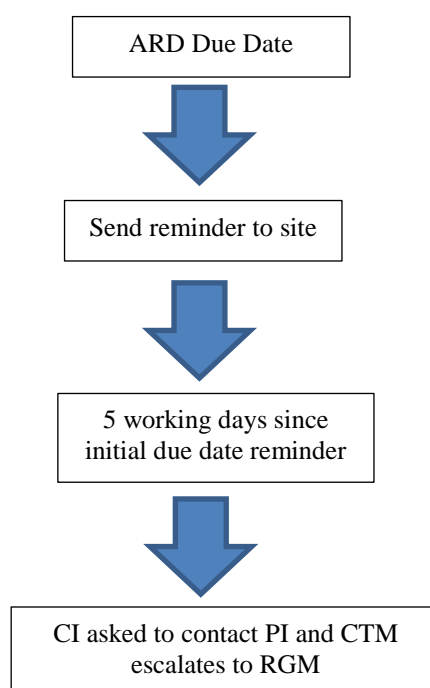 ARD Due Date
Send reminder to site
5 working days since
initial due date reminder
CI asked to contact PI and CTM
escalates to RGM